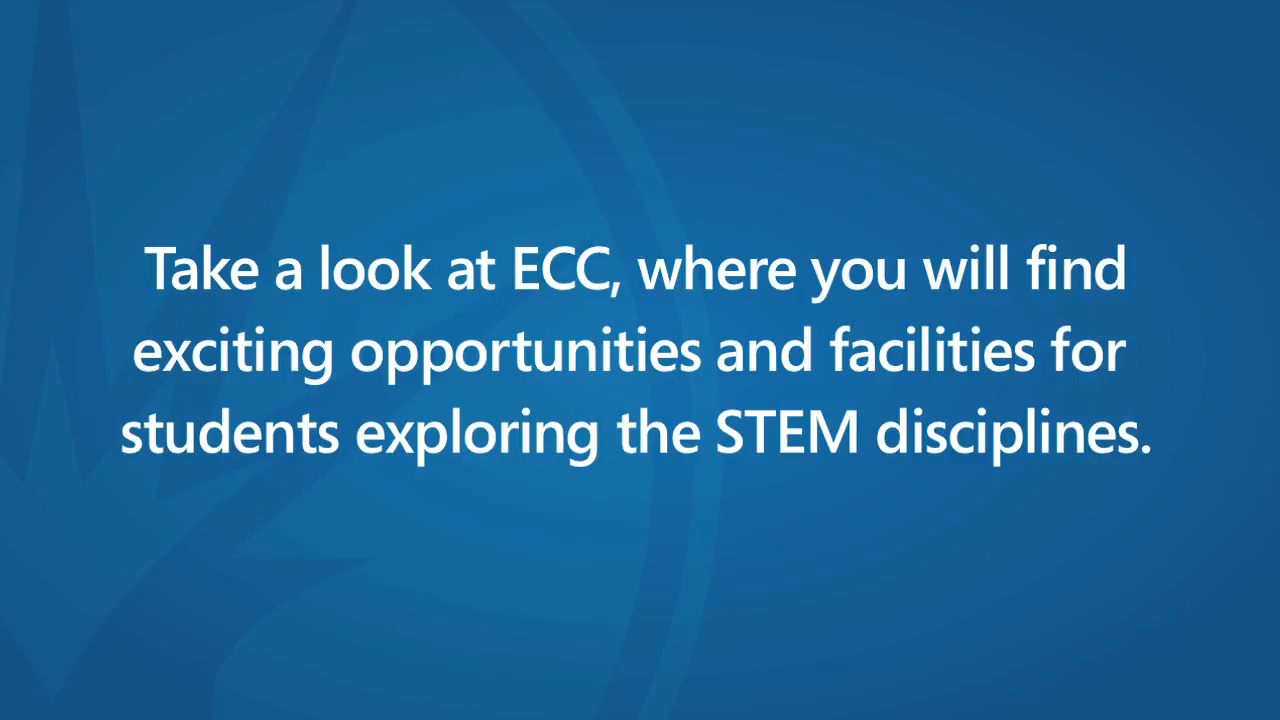 Take a look at ECC, where you will find
exciting opportunities and facilities for
students exploring the STEM disciplines.